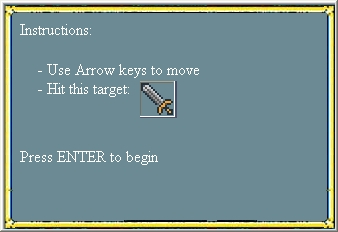 Instructions:
- Use Arrow keys to move
- Hit this target:
Press ENTER to begin